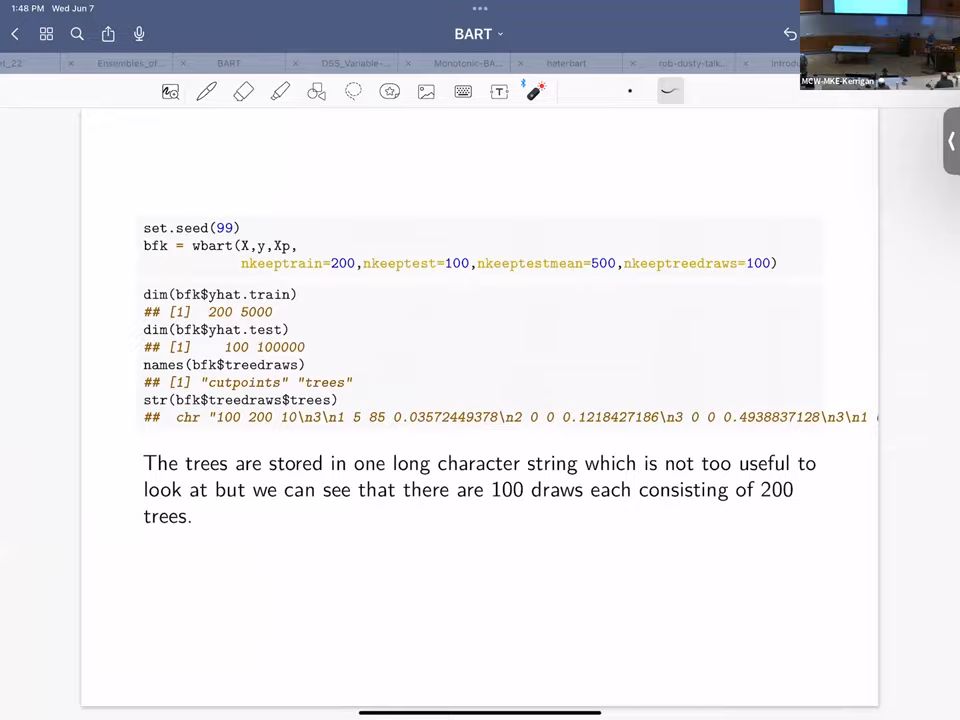 1:48 PM Wed Jun 7
BART
rt_22
Ensembles_of...
BART
DSS_Variable-...
Monotonic-BA...
heterbart
rob-dusty-talk...
Introdu
MCW-MKE-Kerrigan
set.seed(99)
bfk = wbart(X,y,Xp,
nkeeptrain=200,nkeeptest=100,nkeeptestmean=500,nkeeptreedraws=100)
dim(bfk$yhat.train)
## [1] 200 5000
dim(bfk$yhat.test)
## [1] 100 100000
names(bfk$treedraws)
## [1] "cutpoints" "trees"
str(bfk$treedraws$trees)
## chr "100 200 10\n3\n1 5 85 0.03572449378\n2 0 0 0.1218427186\n3 0 0 0.4938837128\n3\n1
The trees are stored in one long character string which is not too useful to
look at but we can see that there are 100 draws each consisting of 200
trees.